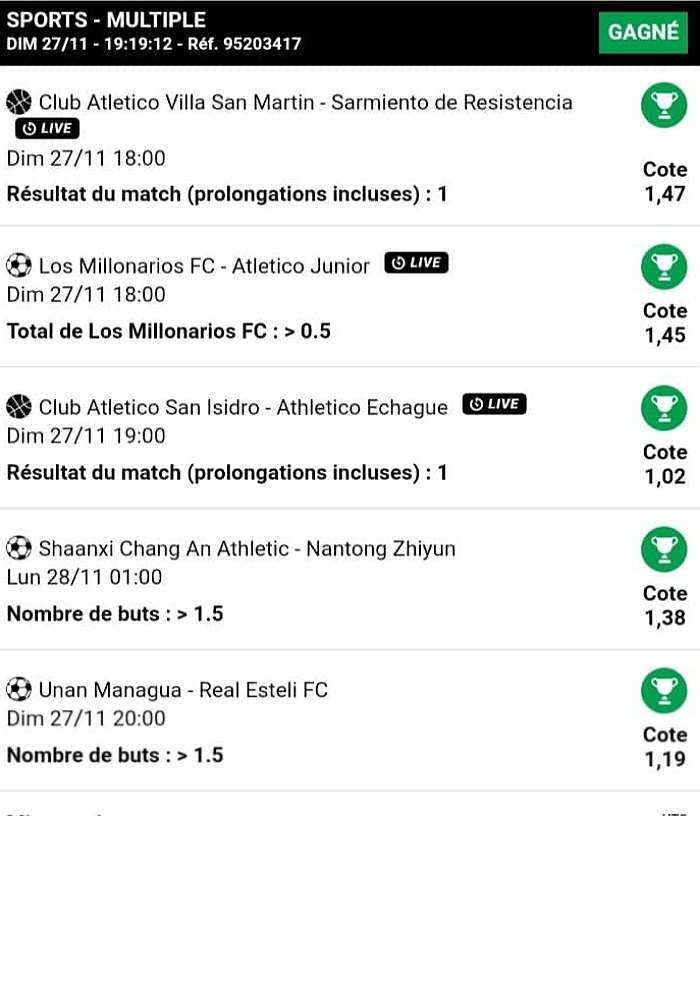 SPORTS - MULTIPLE
DIM 27/11 - 19:19:12 - Réf. 95203417
GAGNÉ
Club Atletico Villa San Martin - Sarmiento de Resistencia
LIVE
Dim 27/11 18:00
Résultat du match (prolongations incluses) : 1
Cote
1,47
Los Millonarios FC - Atletico Junior LIVE
Dim 27/11 18:00
Total de Los Millonarios FC : > 0.5
Cote
1,45
Club Atletico San Isidro - Athletico Echague LIVE
Dim 27/11 19:00
Résultat du match (prolongations incluses) : 1
Cote
1,02
Shaanxi Chang An Athletic - Nantong Zhiyun
Lun 28/11 01:00
Nombre de buts : > 1.5
Cote
1,38
Unan Managua - Real Esteli FC
Dim 27/11 20:00
Nombre de buts : > 1.5
Cote
1,19